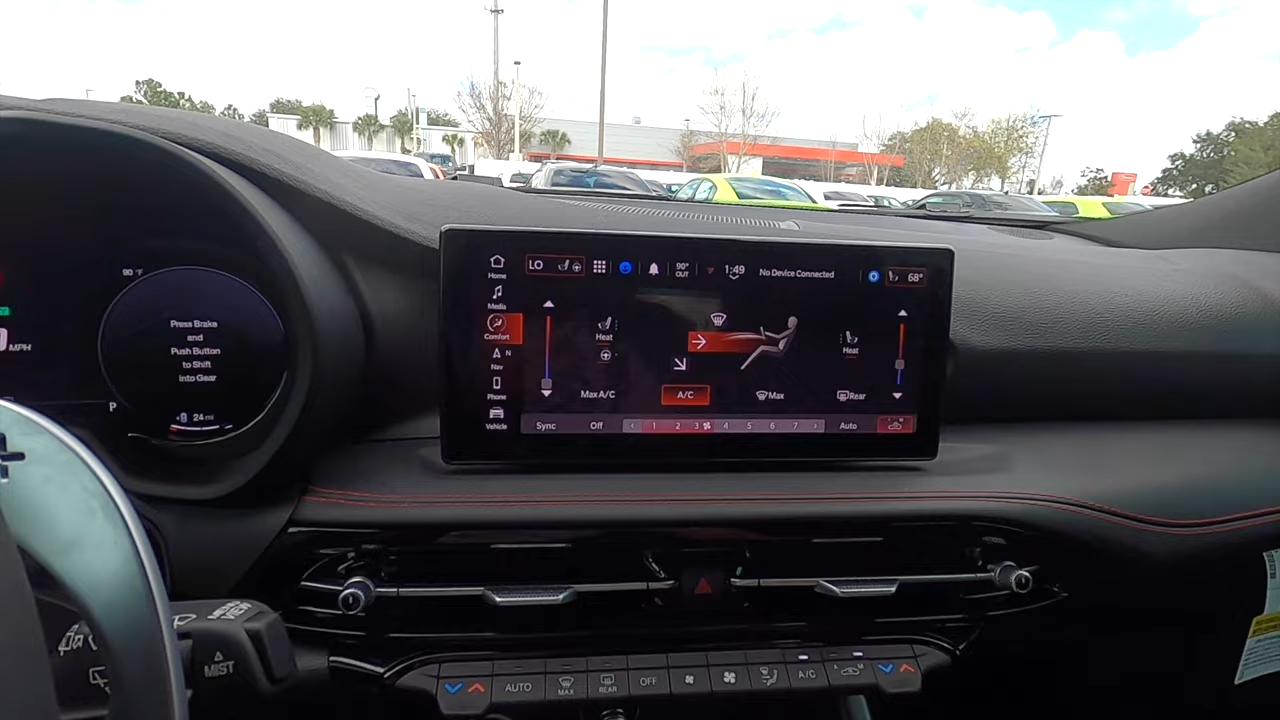 90 °F
MPH
Press Brake
and
Push Button
to Shift
into Gear
P
24 mi
LO
90°
OUT
1:49
No Device Connected
68°
Home
Media
Comfort
Nav
N
Phone
Vehicle
Heat
Heat
Max A/C
A/C
Max
Rear
Sync
Off
1 2 3 4 5 6 7
Auto
MENU
VIEW
MIST
AUTO
MAX
REAR
OFF
A/C